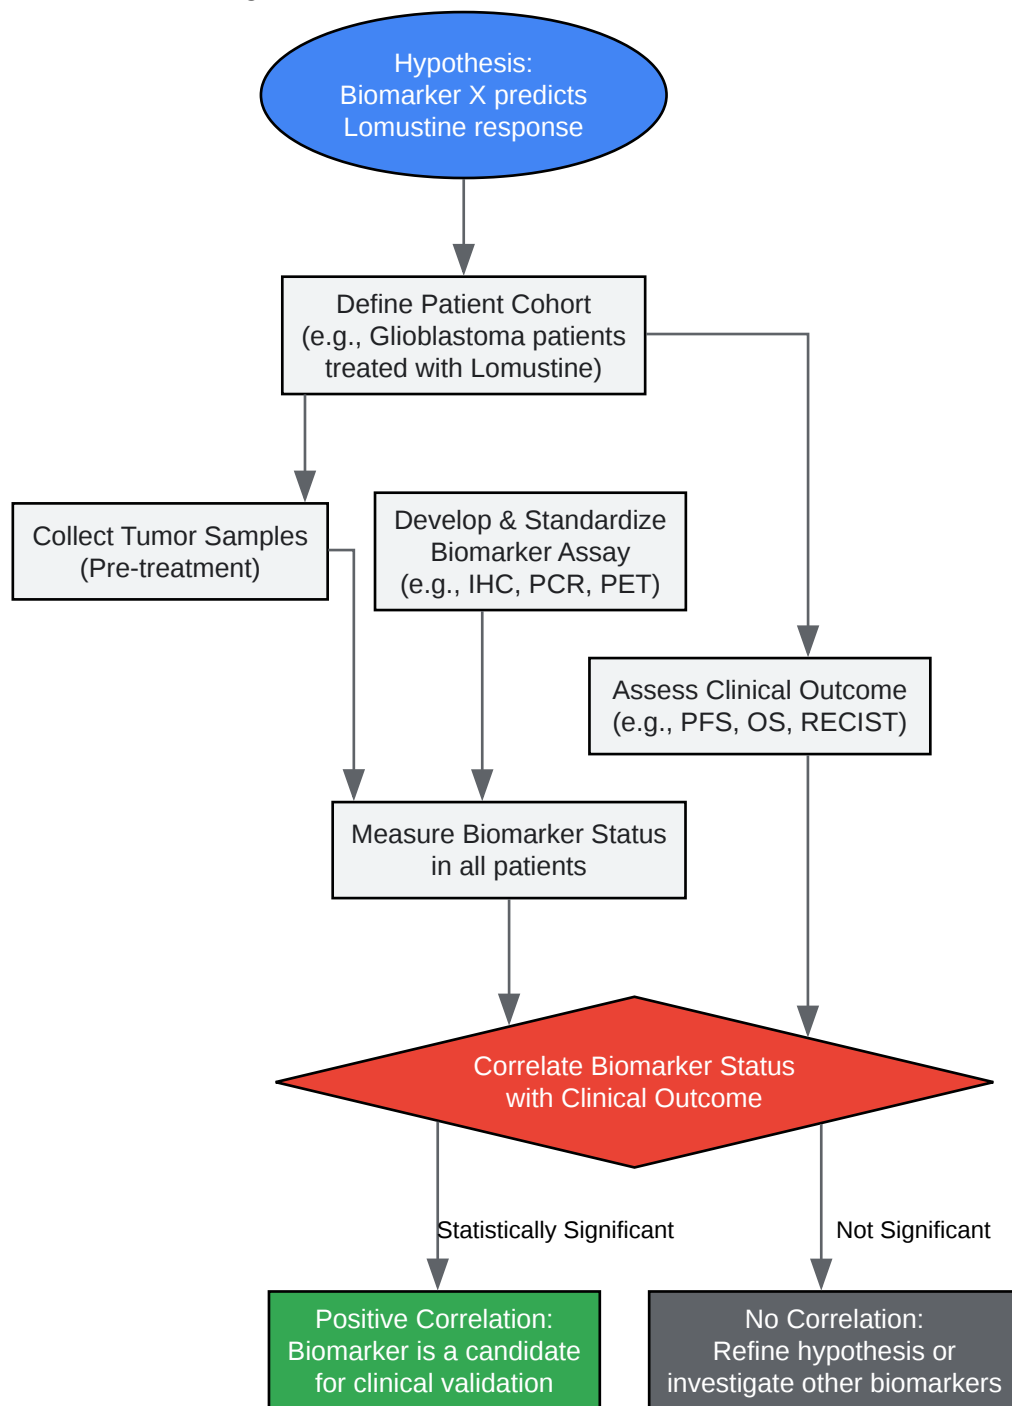 Hypothesis:
Biomarker X predicts
Lomustine response
Define Patient Cohort
(e.g., Glioblastoma patients
treated with Lomustine)
Collect Tumor Samples
(Pre-treatment)
Develop & Standardize
Biomarker Assay
(e.g., IHC, PCR, PET)
Assess Clinical Outcome
(e.g., PFS, OS, RECIST)
Measure Biomarker Status
in all patients
Correlate Biomarker Status
with Clinical Outcome
Statistically Significant
Not Significant
Positive Correlation:
Biomarker is a candidate
for clinical validation
No Correlation:
Refine hypothesis or
investigate other biomarkers